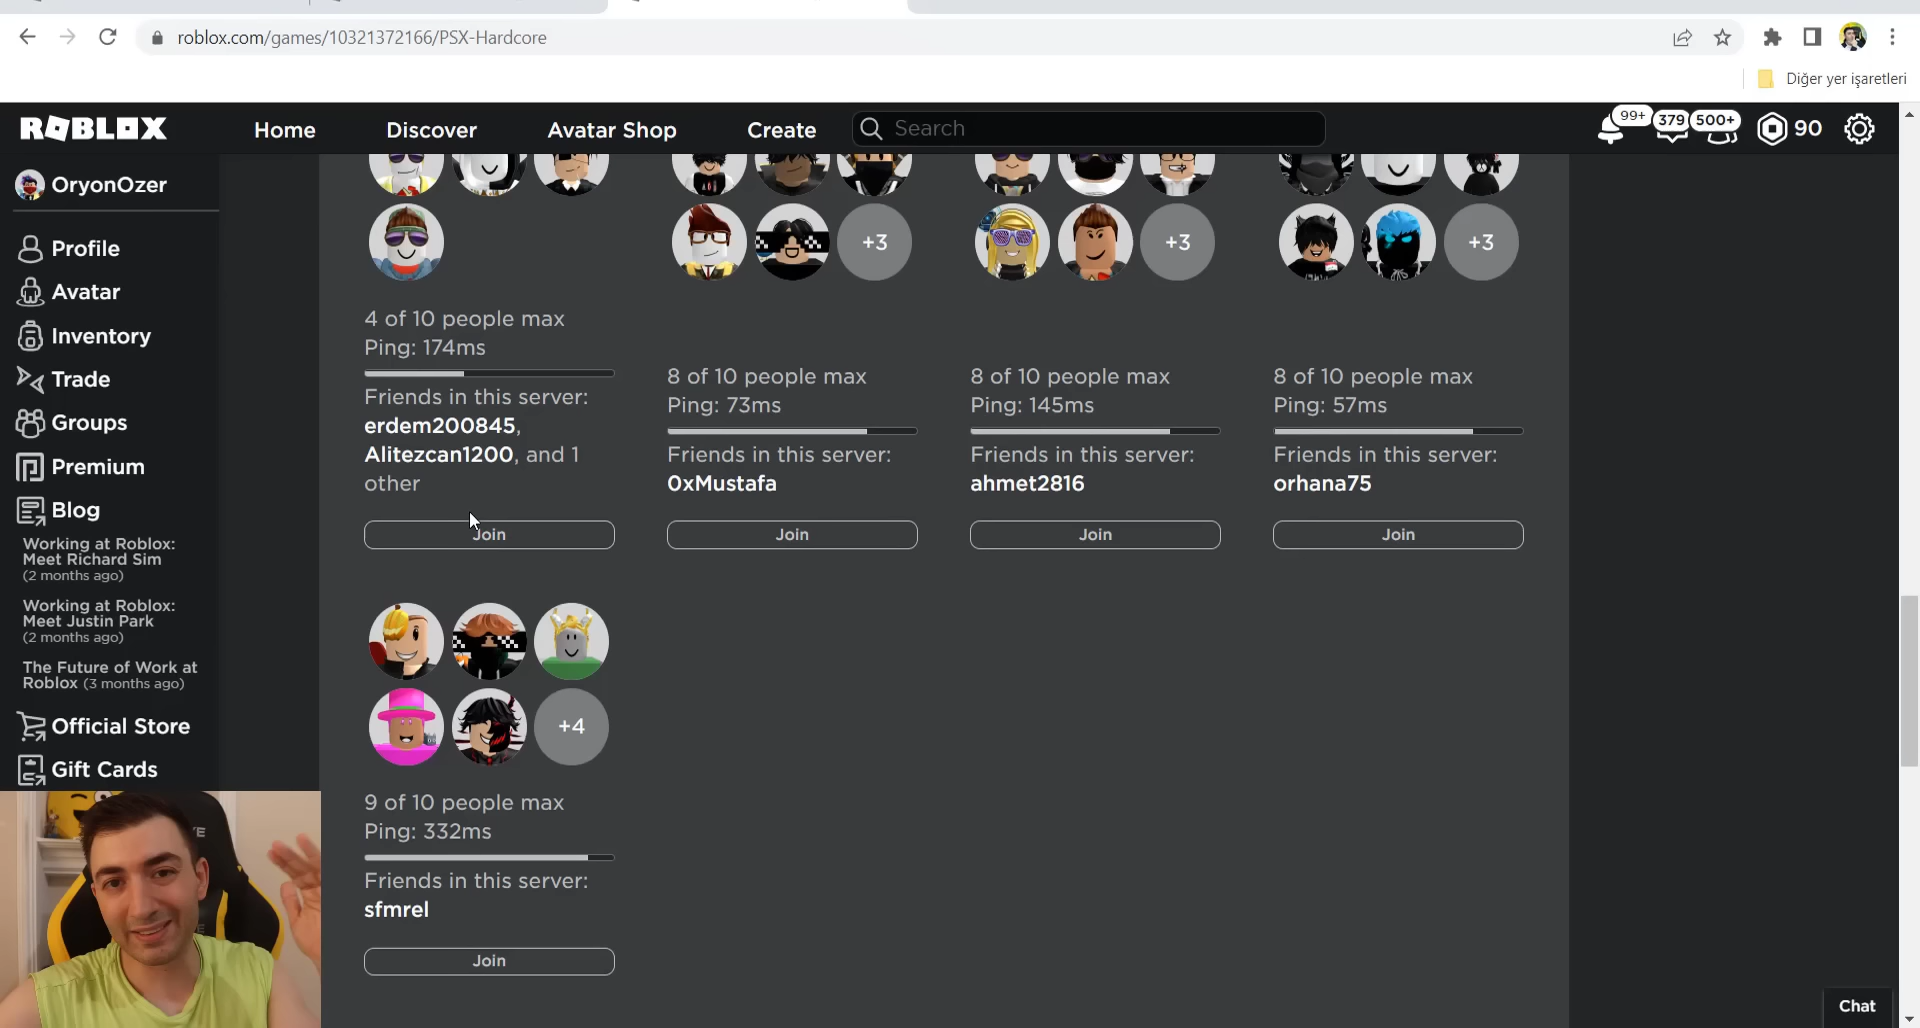 roblox.com/games/10321372166/PSX-Hardcore
Diğer yer işaretleri
ROBLOX
Home
Discover
Avatar Shop
Create
Search
99+
379
500+
90
OryonOzer
Profile
Avatar
Inventory
Trade
Groups
Premium
Blog
Working at Roblox:
Meet Richard Sim
(2 months ago)
Working at Roblox:
Meet Justin Park
(2 months ago)
The Future of Work at
Roblox (3 months ago)
Official Store
Gift Cards
4 of 10 people max
Ping: 174ms
Friends in this server:
erdem200845,
Alitezcan1200, and 1
other
Join
+3
8 of 10 people max
Ping: 73ms
Friends in this server:
0xMustafa
Join
+3
8 of 10 people max
Ping: 145ms
Friends in this server:
ahmet2816
Join
+3
8 of 10 people max
Ping: 57ms
Friends in this server:
orhana75
Join
+4
9 of 10 people max
Ping: 332ms
Friends in this server:
sfmrel
Join
Chat